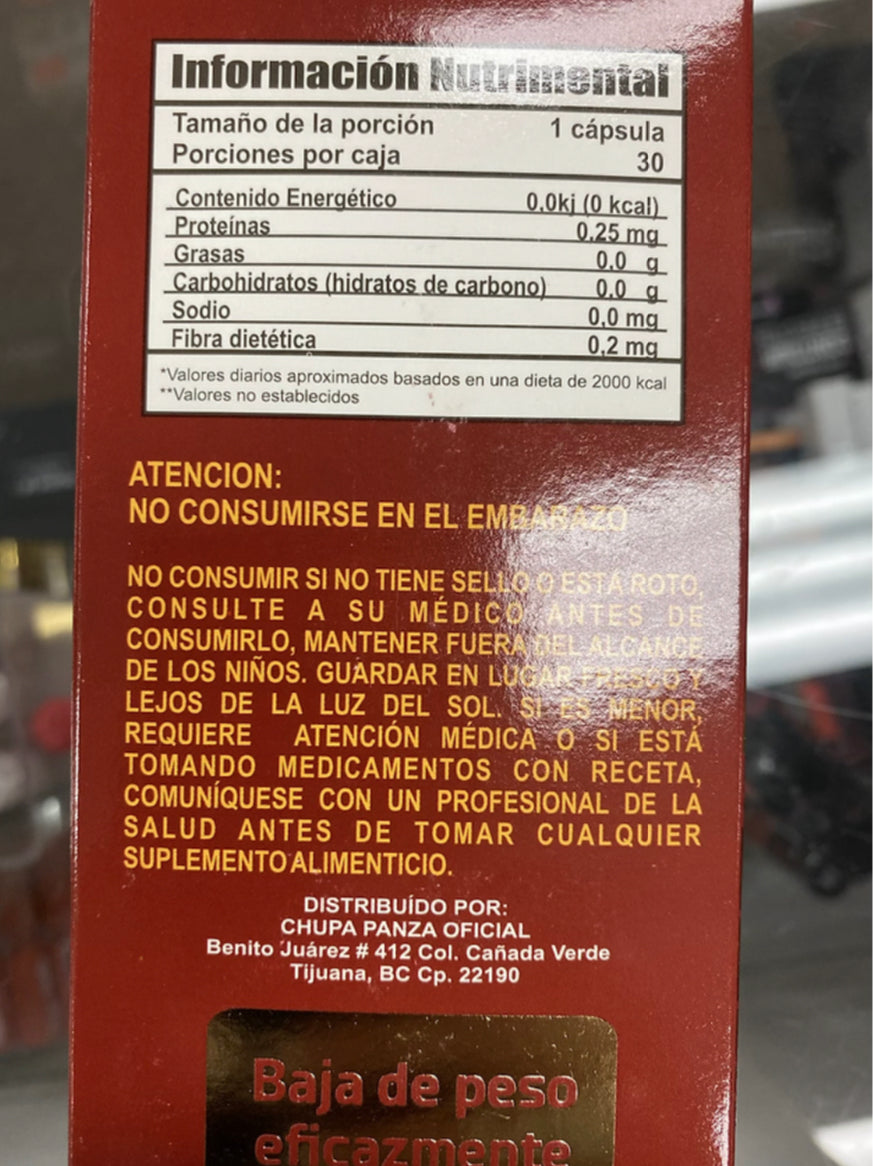 Información Nutrimental
Tamaño de la porción 1 cápsula
Porciones por caja 30
Contenido Energético 0,0kj (0 kcal)
Proteínas 0,25 mg
Grasas 0,0 g
Carbohidratos (hidratos de carbono) 0,0 g
Sodio 0,0 mg
Fibra dietética 0,2 mg
*Valores diarios aproximados basados en una dieta de 2000 kcal
**Valores no establecidos
ATENCION:
NO CONSUMIRSE EN EL EMBARAZO
NO CONSUMIR SI NO TIENE SELLO O ESTÁ ROTO,
CONSULTE A SU MÉDICO ANTES DE
CONSUMIRLO, MANTENER FUERA DEL ALCANCE
DE LOS NIÑOS. GUARDAR EN LUGAR FRESCO Y
LEJOS DE LA LUZ DEL SOL. SI ES MENOR,
REQUIERE ATENCIÓN MÉDICA O SI ESTÁ
TOMANDO MEDICAMENTOS CON RECETA,
COMUNÍQUESE CON UN PROFESIONAL DE LA
SALUD ANTES DE TOMAR CUALQUIER
SUPLEMENTO ALIMENTICIO.
DISTRIBUÍDO POR:
CHUPA PANZA OFICIAL
Benito Juárez # 412 Col. Cañada Verde
Tijuana, BC Cp. 22190
Baja de peso
eficazmente